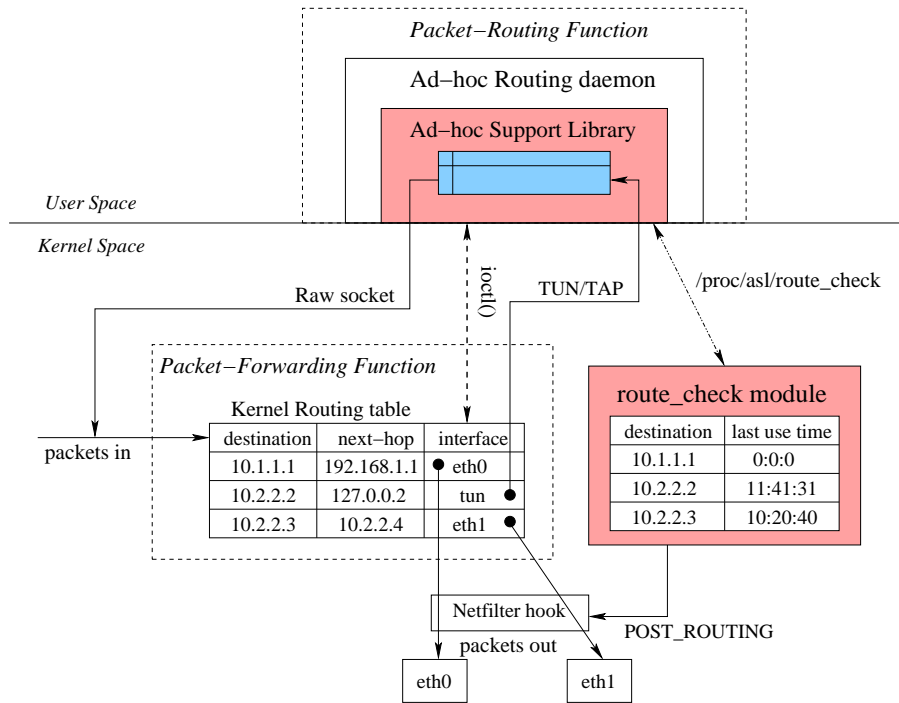 Packet−Routing Function
Ad−hoc Routing daemon
Ad−hoc Support Library
User Space
Kernel Space
Raw socket
ioctl()
TUN/TAP
/proc/asl/route_check
Packet−Forwarding Function
Kernel Routing table
destination next−hop interface
10.1.1.1 192.168.1.1 eth0
10.2.2.2 127.0.0.2 tun
10.2.2.3 10.2.2.4 eth1
packets in
route_check module
destination last use time
10.1.1.1 0:0:0
10.2.2.2 11:41:31
10.2.2.3 10:20:40
Netfilter hook
POST_ROUTING
packets out
eth0
eth1